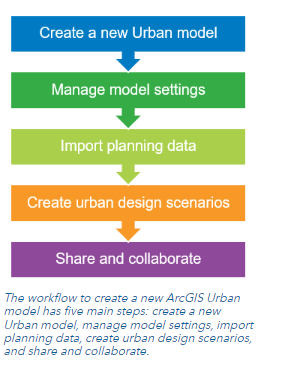 Create a new Urban model
Manage model settings
Import planning data
Create urban design scenarios
Share and collaborate
The workflow to create a new ArcGIS Urban
model has five main steps: create a new
Urban model, manage model settings, import
planning data, create urban design scenarios,
and share and collaborate.